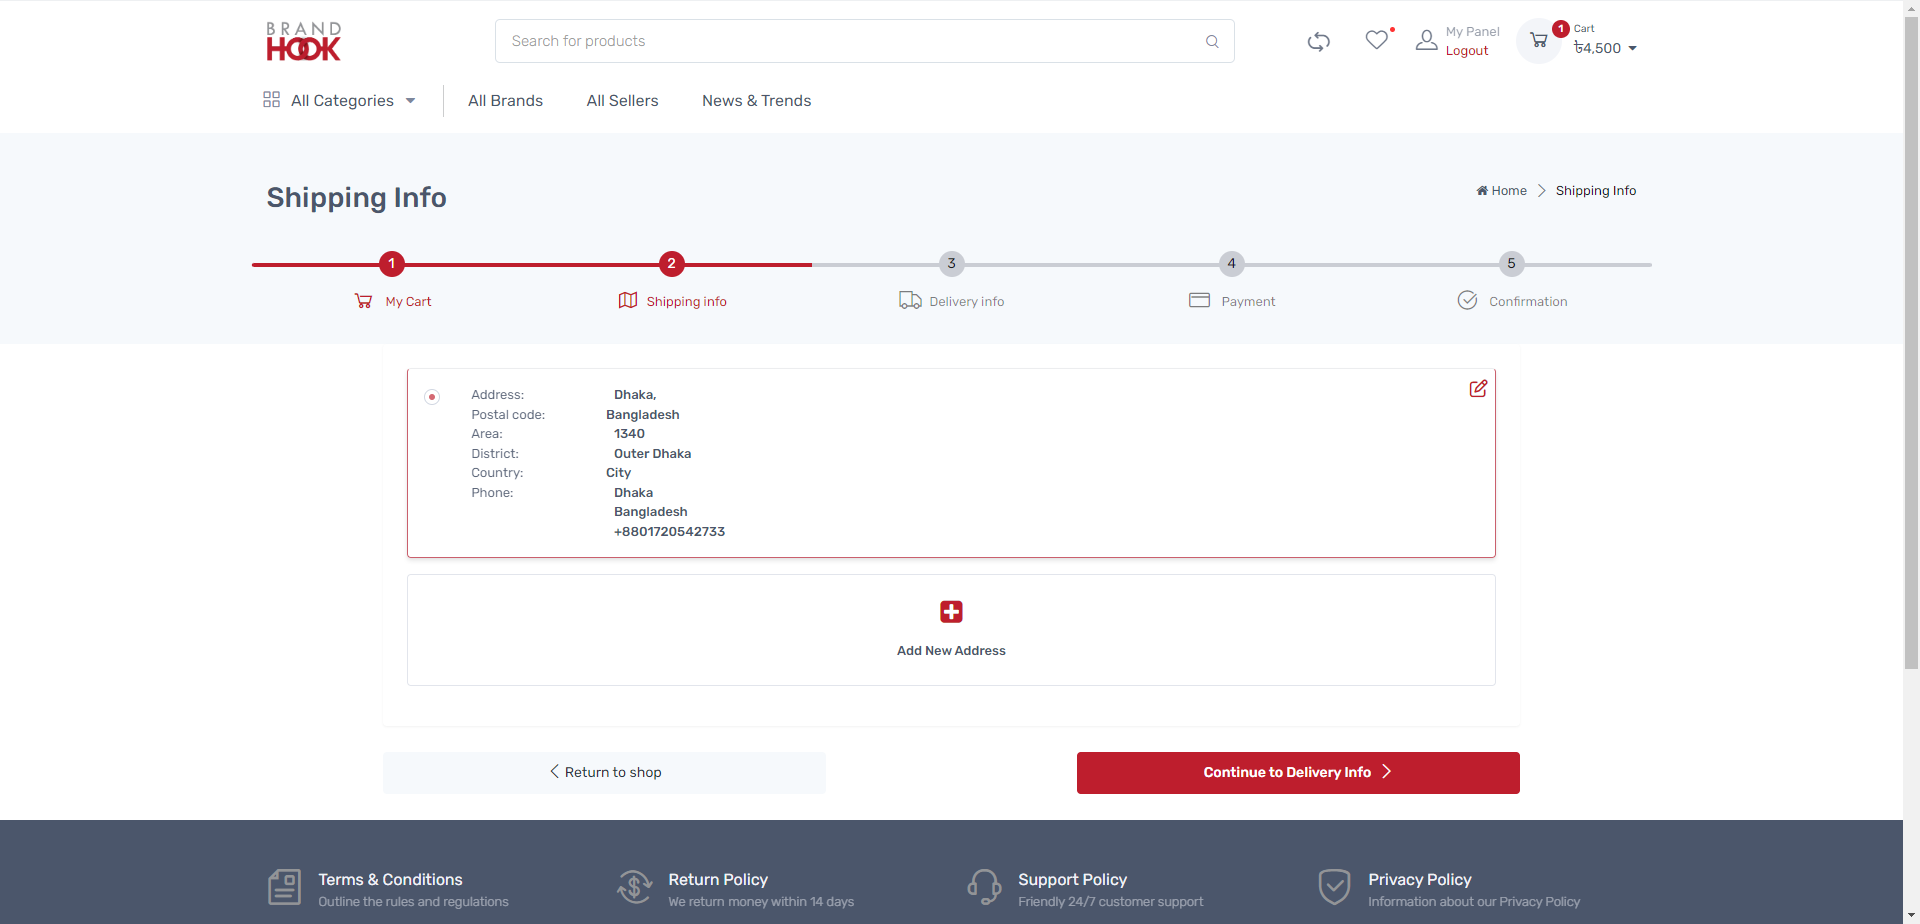 BRAND
HOOK
Search for products
My Panel
Logout
1
Cart
৳4,500
All Categories
All Brands
All Sellers
News & Trends
Shipping Info
Home
Shipping Info
1
2
3
4
5
My Cart
Shipping info
Delivery info
Payment
Confirmation
Address: Dhaka,
Postal code: Bangladesh
Area: 1340
District: Outer Dhaka
Country: City
Phone: Dhaka
Bangladesh
+8801720542733
Add New Address
Return to shop
Continue to Delivery Info
Terms & Conditions
Outline the rules and regulations
Return Policy
We return money within 14 days
Support Policy
Friendly 24/7 customer support
Privacy Policy
Information about our Privacy Policy